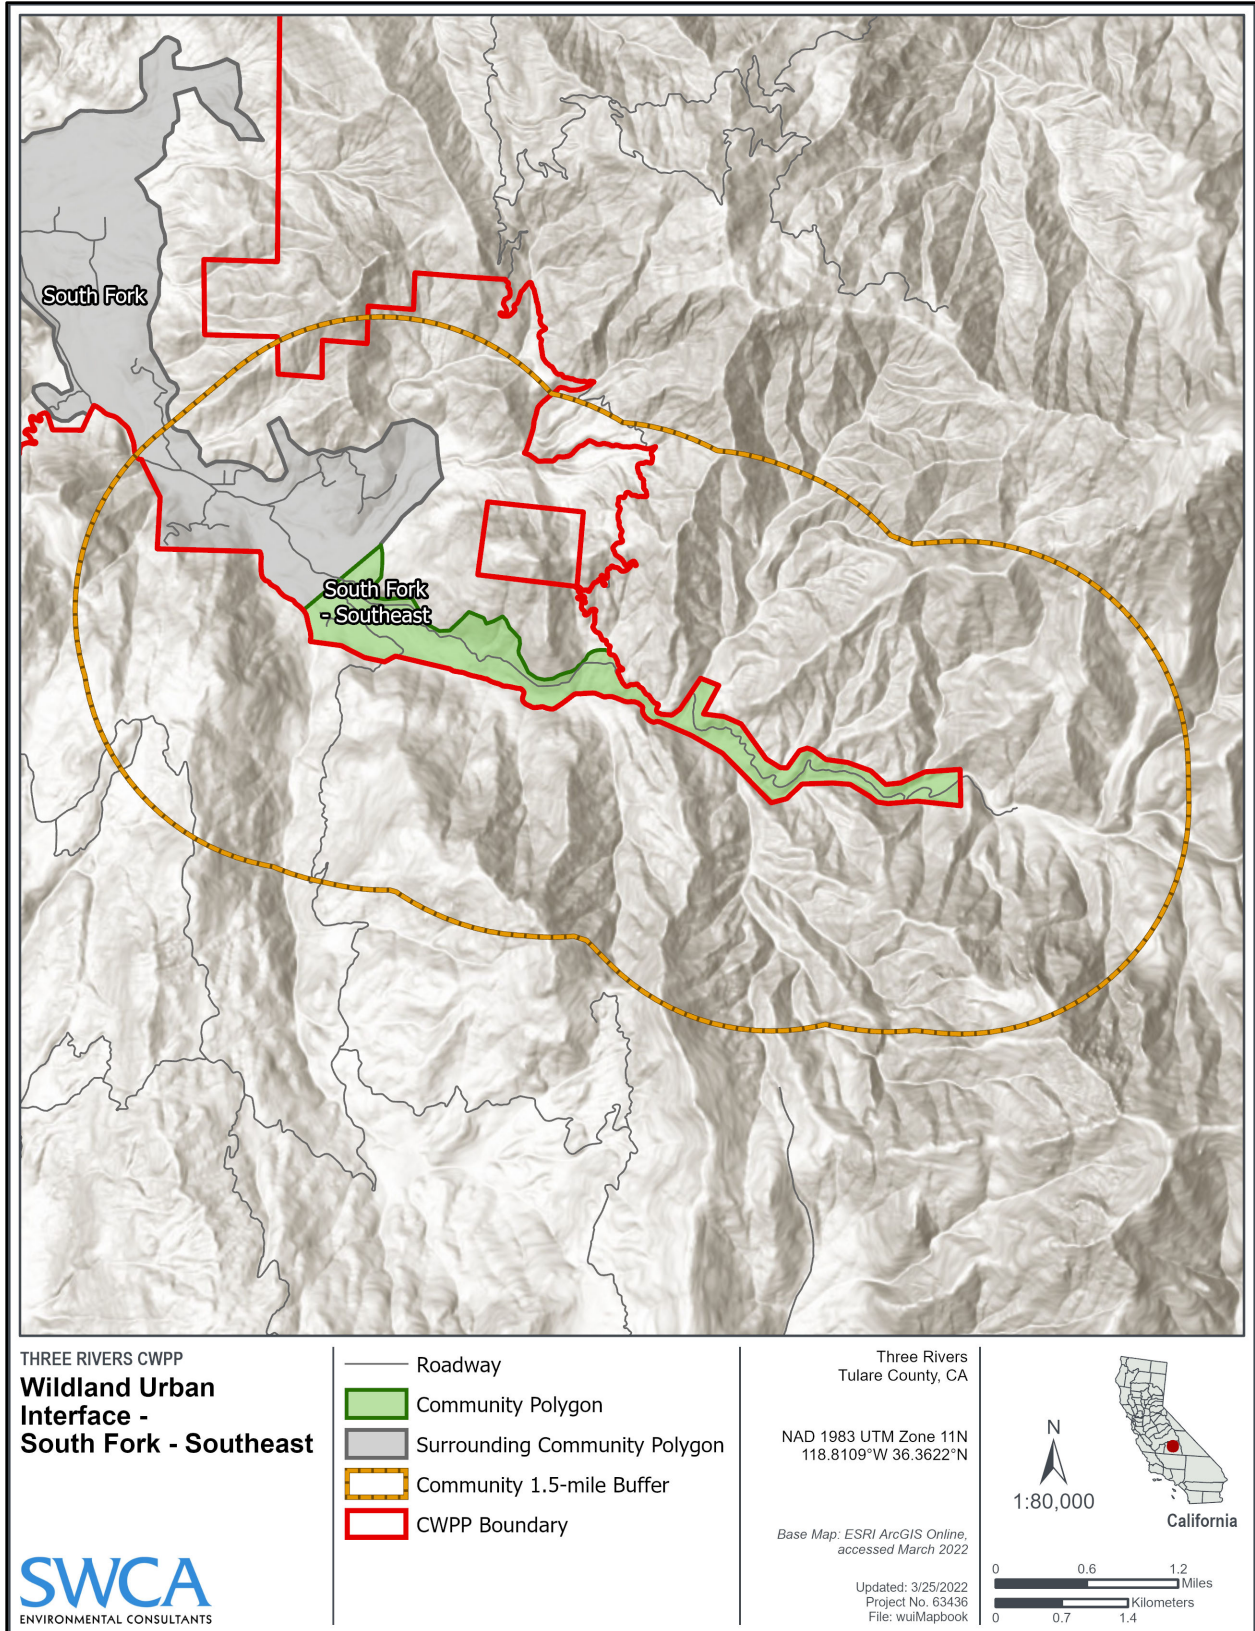 South Fork
South Fork
- Southeast
THREE RIVERS CWPP
Wildland Urban
Interface -
South Fork - Southeast
SWCA
ENVIRONMENTAL CONSULTANTS
Roadway
Community Polygon
Surrounding Community Polygon
Community 1.5-mile Buffer
CWPP Boundary
Three Rivers
Tulare County, CA
NAD 1983 UTM Zone 11N
118.8109°W 36.3622°N
Base Map: ESRI ArcGIS Online,
accessed March 2022
Updated: 3/25/2022
Project No. 63436
File: wuiMapbook
N
1:80,000
California
0 0.6 1.2
Miles
Kilometers
0 0.7 1.4